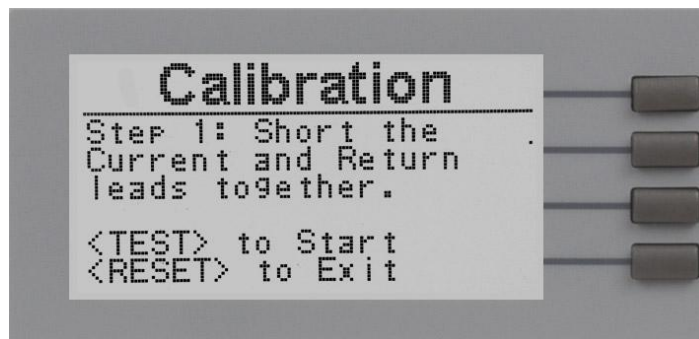 Calibration
Step 1: Short the
Current and Return
leads together.
<TEST> to Start
<RESET> to Exit